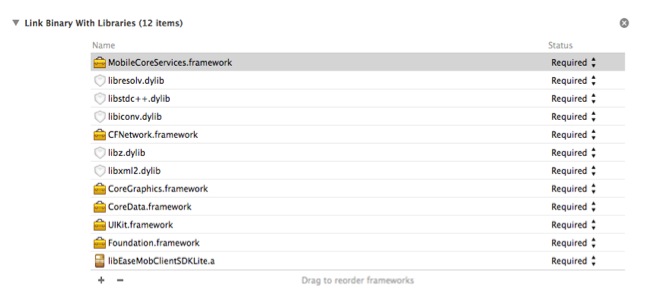 Link Binary With Libraries (12 items)
Name Status
MobileCoreServices.framework Required
libresolv.dylib Required
libstdc++.dylib Required
libiconv.dylib Required
CFNetwork.framework Required
libz.dylib Required
libxml2.dylib Required
CoreGraphics.framework Required
CoreData.framework Required
UIKit.framework Required
Foundation.framework Required
libEaseMobClientSDKLite.a Required
+ − Drag to reorder frameworks